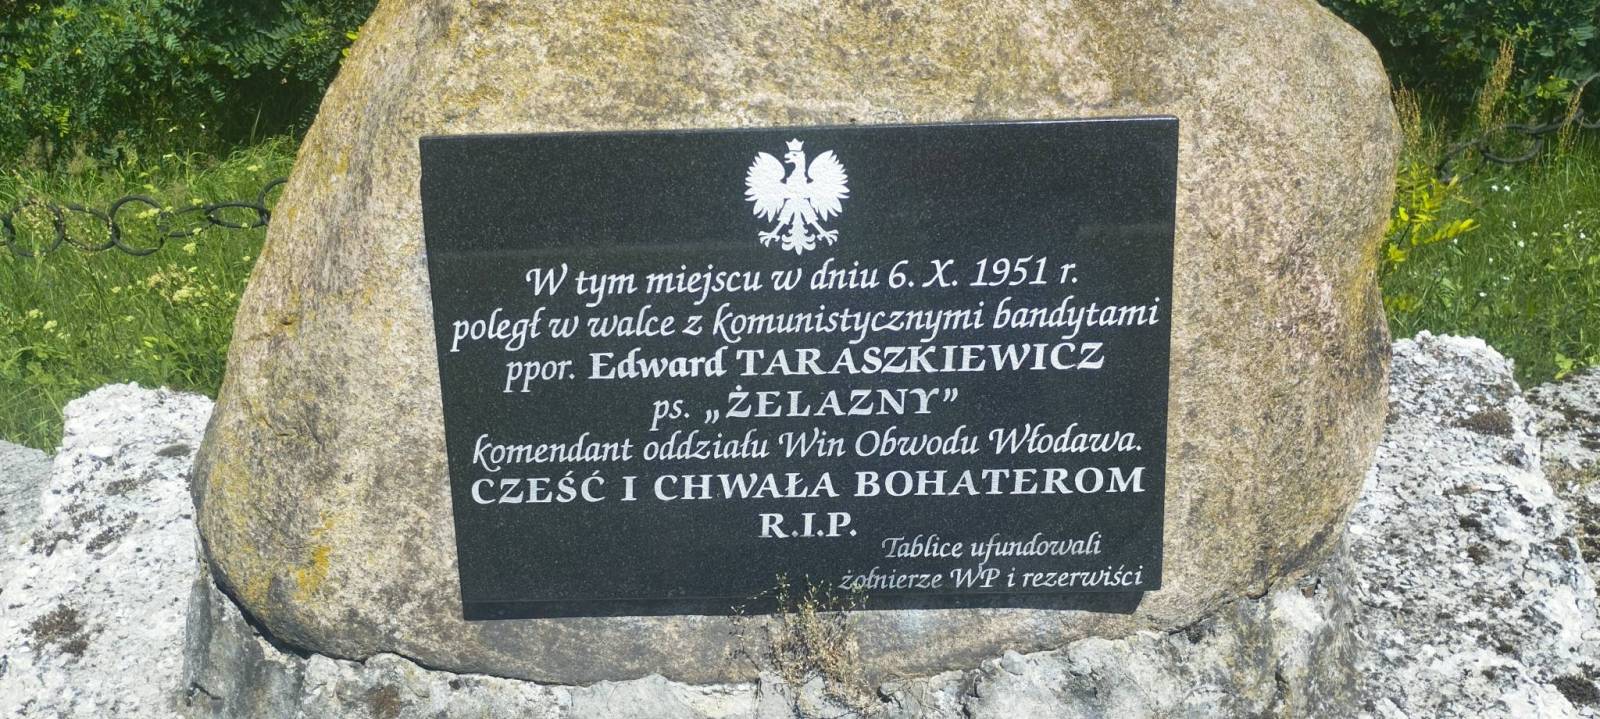 W tym miejscu w dniu 6. X. 1951 r.
poległ w walce z komunistycznymi bandytami
ppor. Edward TARASZKIEWICZ
ps. „ŻELAZNY”
komendant oddziału Win Obwodu Włodawa.
CZEŚĆ I CHWAŁA BOHATEROM
R.I.P.
Tablicę ufundowali
żołnierze WP i rezerwiści